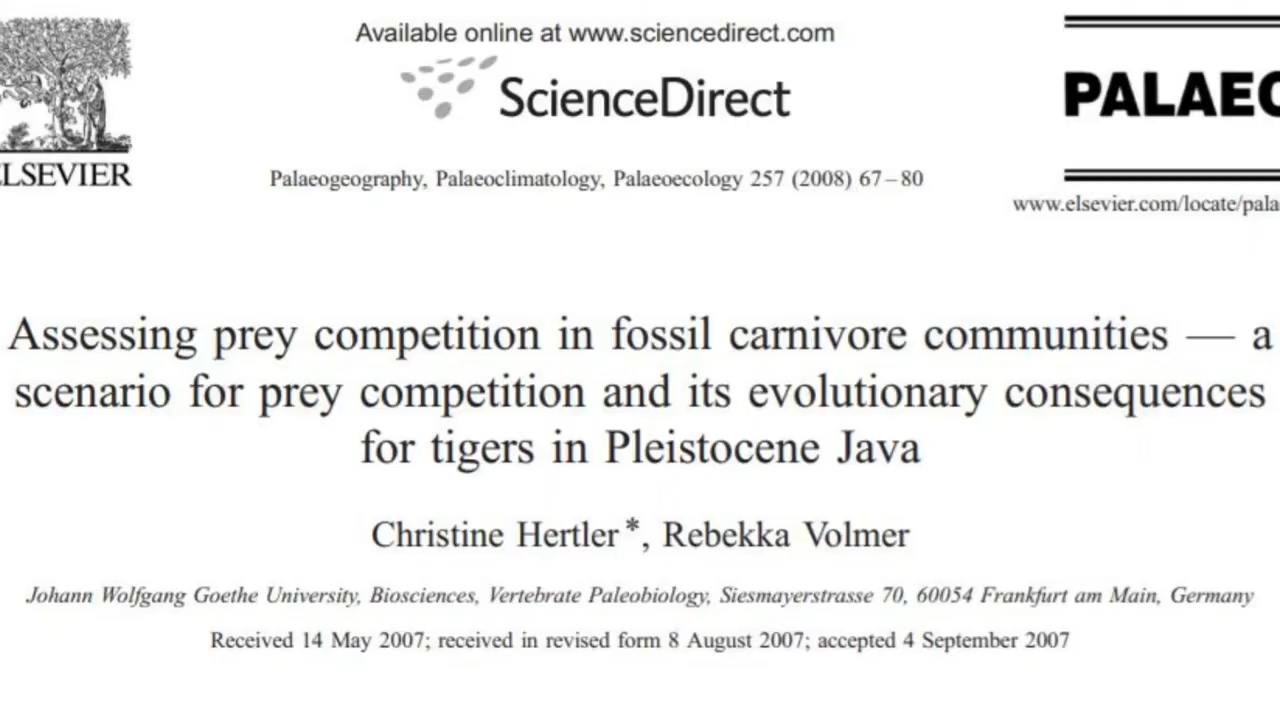 Available online at www.sciencedirect.com
ScienceDirect
PALAEO
ELSEVIER
Palaeogeography, Palaeoclimatology, Palaeoecology 257 (2008) 67–80
www.elsevier.com/locate/pala
Assessing prey competition in fossil carnivore communities — a
scenario for prey competition and its evolutionary consequences
for tigers in Pleistocene Java
Christine Hertler*, Rebekka Volmer
Johann Wolfgang Goethe University, Biosciences, Vertebrate Paleobiology, Siesmayerstrasse 70, 60054 Frankfurt am Main, Germany
Received 14 May 2007; received in revised form 8 August 2007; accepted 4 September 2007